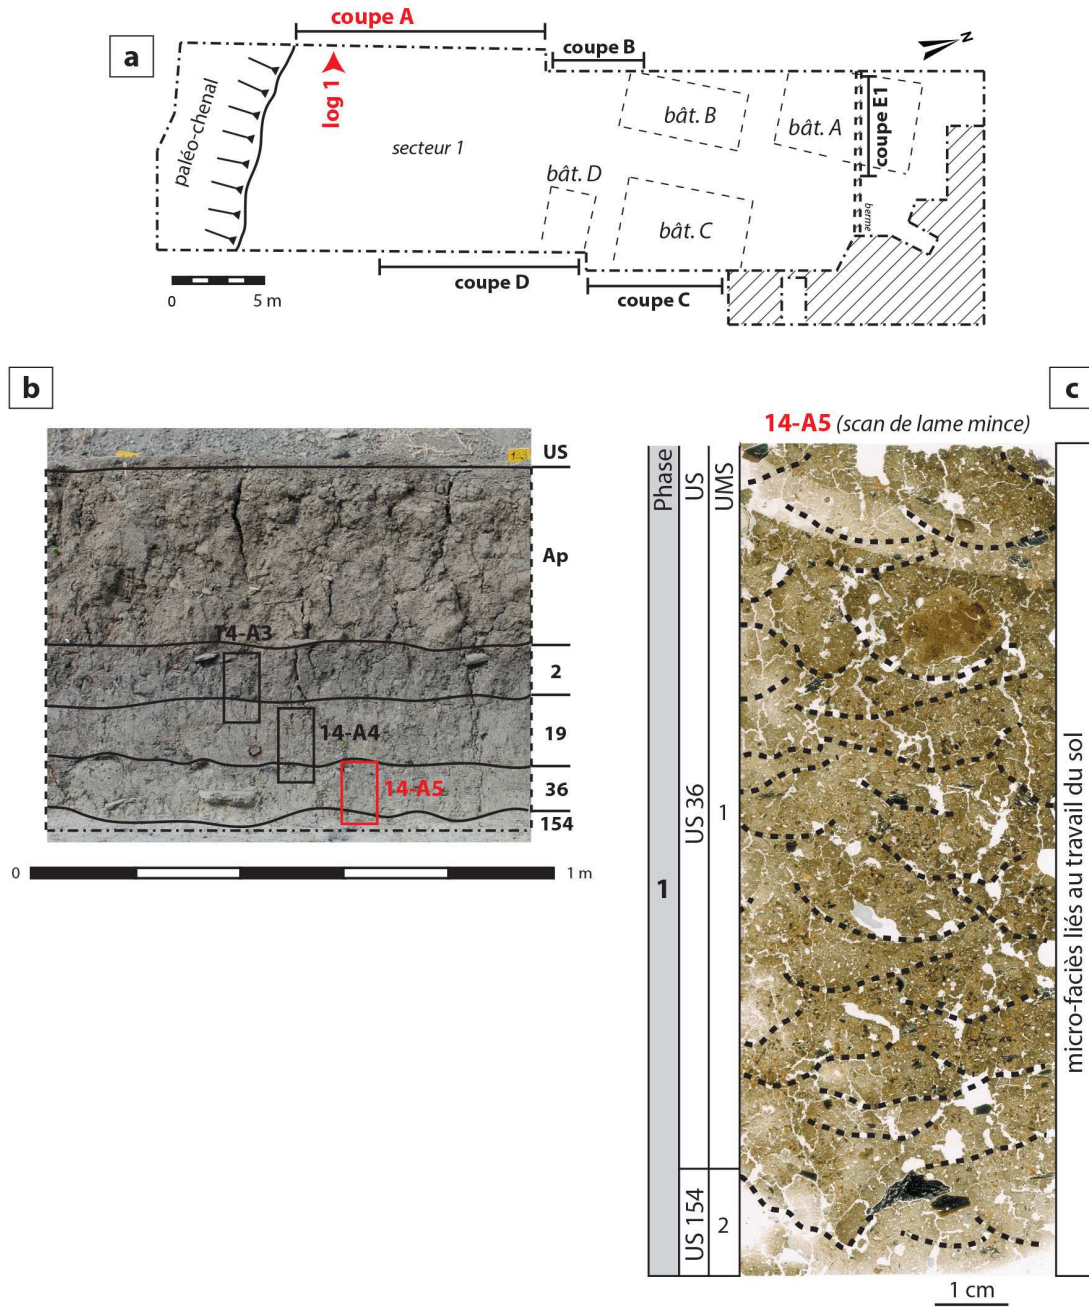 a
coupe A
coupe B
N
log 1
paléo-chenal
secteur 1
bât. B
bât. A
coupe E1
berme
bât. D
bât. C
0
5 m
coupe D
coupe C
b
US
Ap
14-A3
2
14-A4
19
14-A5
36
154
0
1 m
c
14-A5 (scan de lame mince)
Phase
US
UMS
1
US 36
1
US 154
2
micro-faciès liés au travail du sol
1 cm